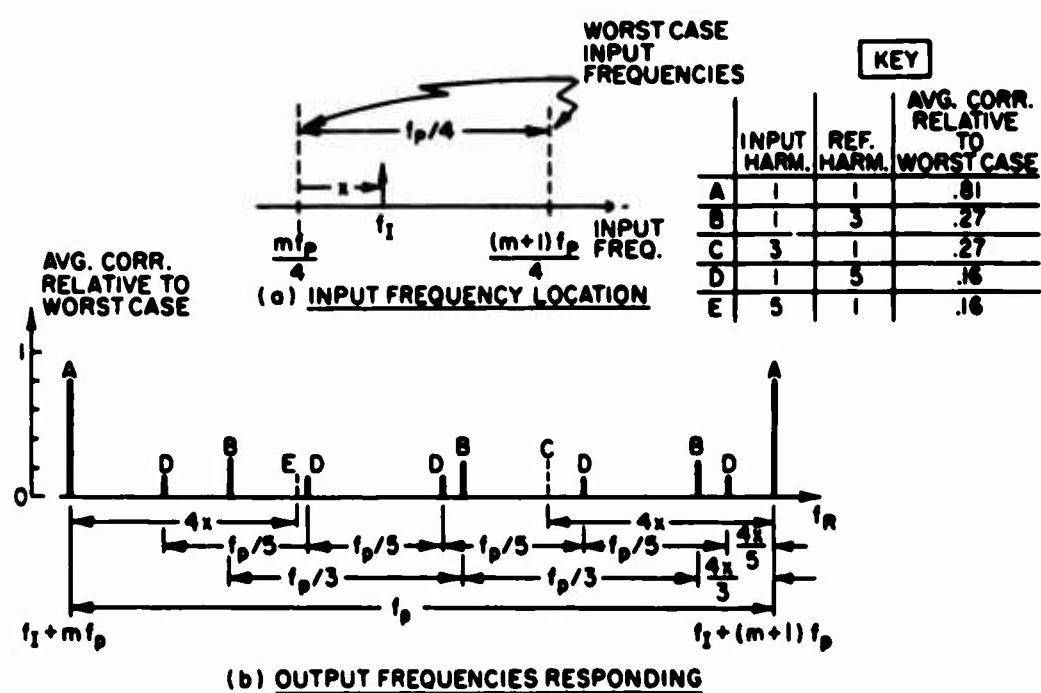 WORST CASE
INPUT
FREQUENCIES
f_p/4
x
f_I
mf_p/4
(m+1)f_p/4
INPUT
FREQ.
(a) INPUT FREQUENCY LOCATION
KEY
INPUT HARM. REF. HARM. AVG. CORR. RELATIVE TO WORST CASE
A 1 1 .81
B 1 3 .27
C 3 1 .27
D 1 5 .16
E 5 1 .16
AVG. CORR.
RELATIVE TO
WORST CASE
1
0
A D B E D D B C D B D A
f_R
4x 4x
f_p/5 f_p/5 f_p/5 f_p/5 4x/5
f_p/3 f_p/3 4x/3
f_p
f_I + mf_p f_I + (m+1)f_p
(b) OUTPUT FREQUENCIES RESPONDING